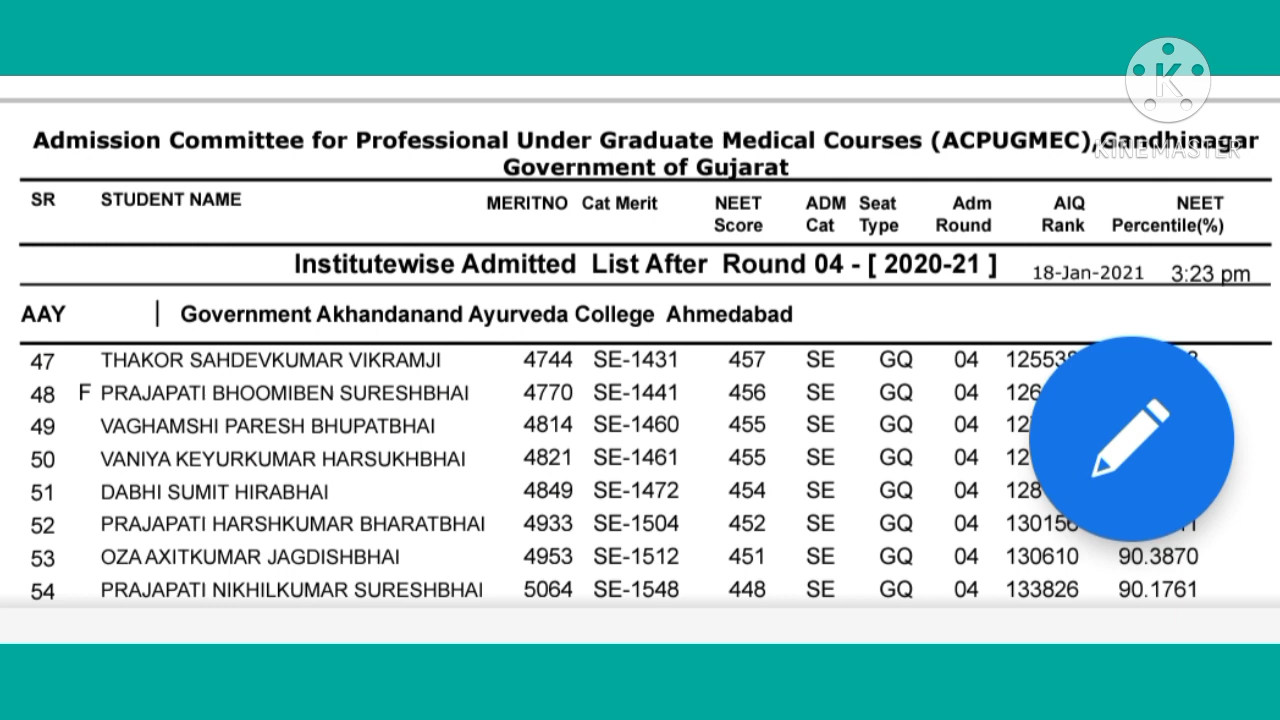 K
KINEMASTER
Admission Committee for Professional Under Graduate Medical Courses (ACPUGMEC),Gandhinagar
Government of Gujarat
SR STUDENT NAME MERITNO Cat Merit NEET Score ADM Cat Seat Type Adm Round AIQ Rank NEET Percentile(%)
Institutewise Admitted List After Round 04 - [ 2020-21 ] 18-Jan-2021 3:23 pm
AAY | Government Akhandanand Ayurveda College Ahmedabad
47 THAKOR SAHDEVKUMAR VIKRAMJI 4744 SE-1431 457 SE GQ 04
48 F PRAJAPATI BHOOMIBEN SURESHBHAI 4770 SE-1441 456 SE GQ 04
49 VAGHAMSHI PARESH BHUPATBHAI 4814 SE-1460 455 SE GQ 04
50 VANIYA KEYURKUMAR HARSUKHBHAI 4821 SE-1461 455 SE GQ 04
51 DABHI SUMIT HIRABHAI 4849 SE-1472 454 SE GQ 04
52 PRAJAPATI HARSHKUMAR BHARATBHAI 4933 SE-1504 452 SE GQ 04
53 OZA AXITKUMAR JAGDISHBHAI 4953 SE-1512 451 SE GQ 04 130610 90.3870
54 PRAJAPATI NIKHILKUMAR SURESHBHAI 5064 SE-1548 448 SE GQ 04 133826 90.1761